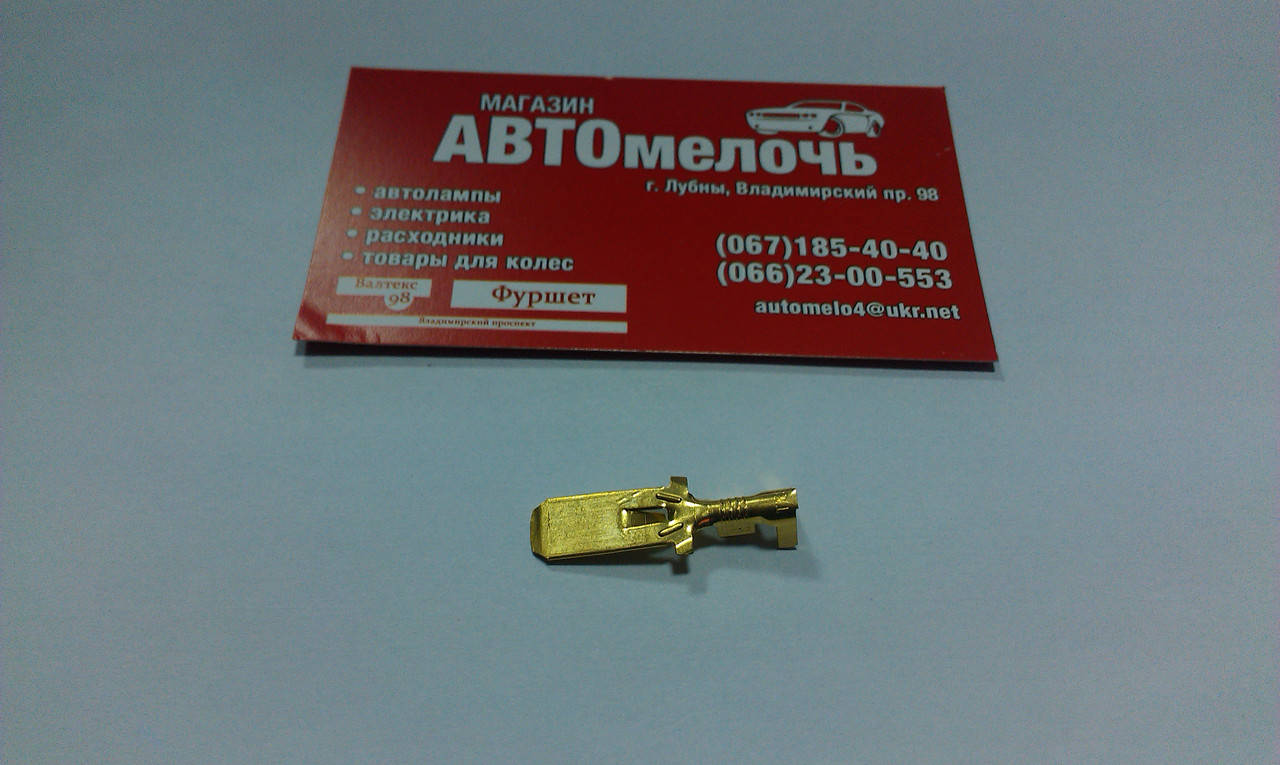 МАГАЗИН
АВТОмелочь
г. Лубны, Владимирский пр. 98
• автолампы
• электрика
• расходники
• товары для колес
(067)185-40-40
(066)23-00-553
automelo4@ukr.net
Валтекс
98
Фуршет
Владимирский проспект